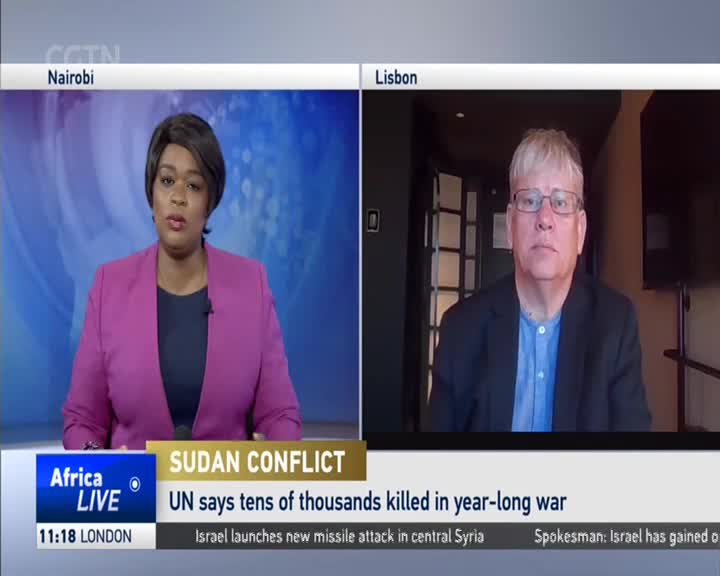 CGTN
Nairobi
Lisbon
SUDAN CONFLICT
Africa
LIVE
UN says tens of thousands killed in year-long war
11:18 LONDON
Israel launches new missile attack in central Syria
Spokesman: Israel has gained o